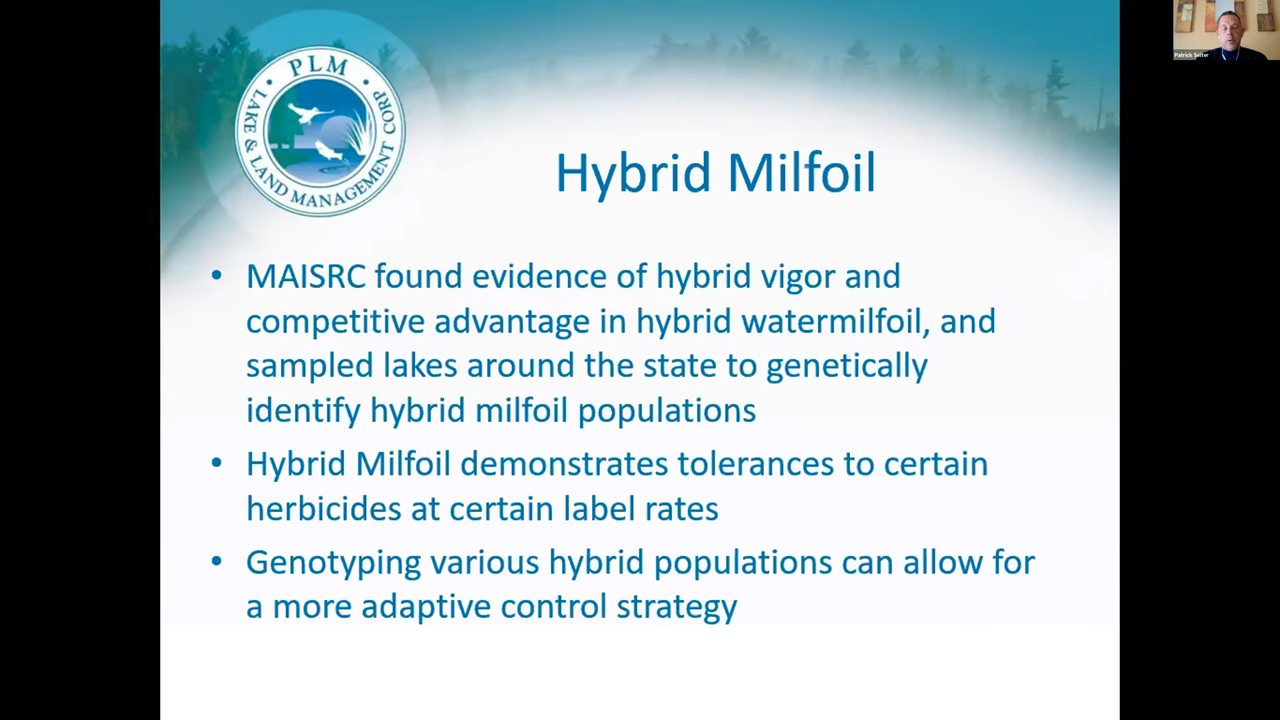 PLM
LAKE & LAND MANAGEMENT CORP
Hybrid Milfoil
• MAISRC found evidence of hybrid vigor and
competitive advantage in hybrid watermilfoil, and
sampled lakes around the state to genetically
identify hybrid milfoil populations
• Hybrid Milfoil demonstrates tolerances to certain
herbicides at certain label rates
• Genotyping various hybrid populations can allow for
a more adaptive control strategy
Patrick Selter